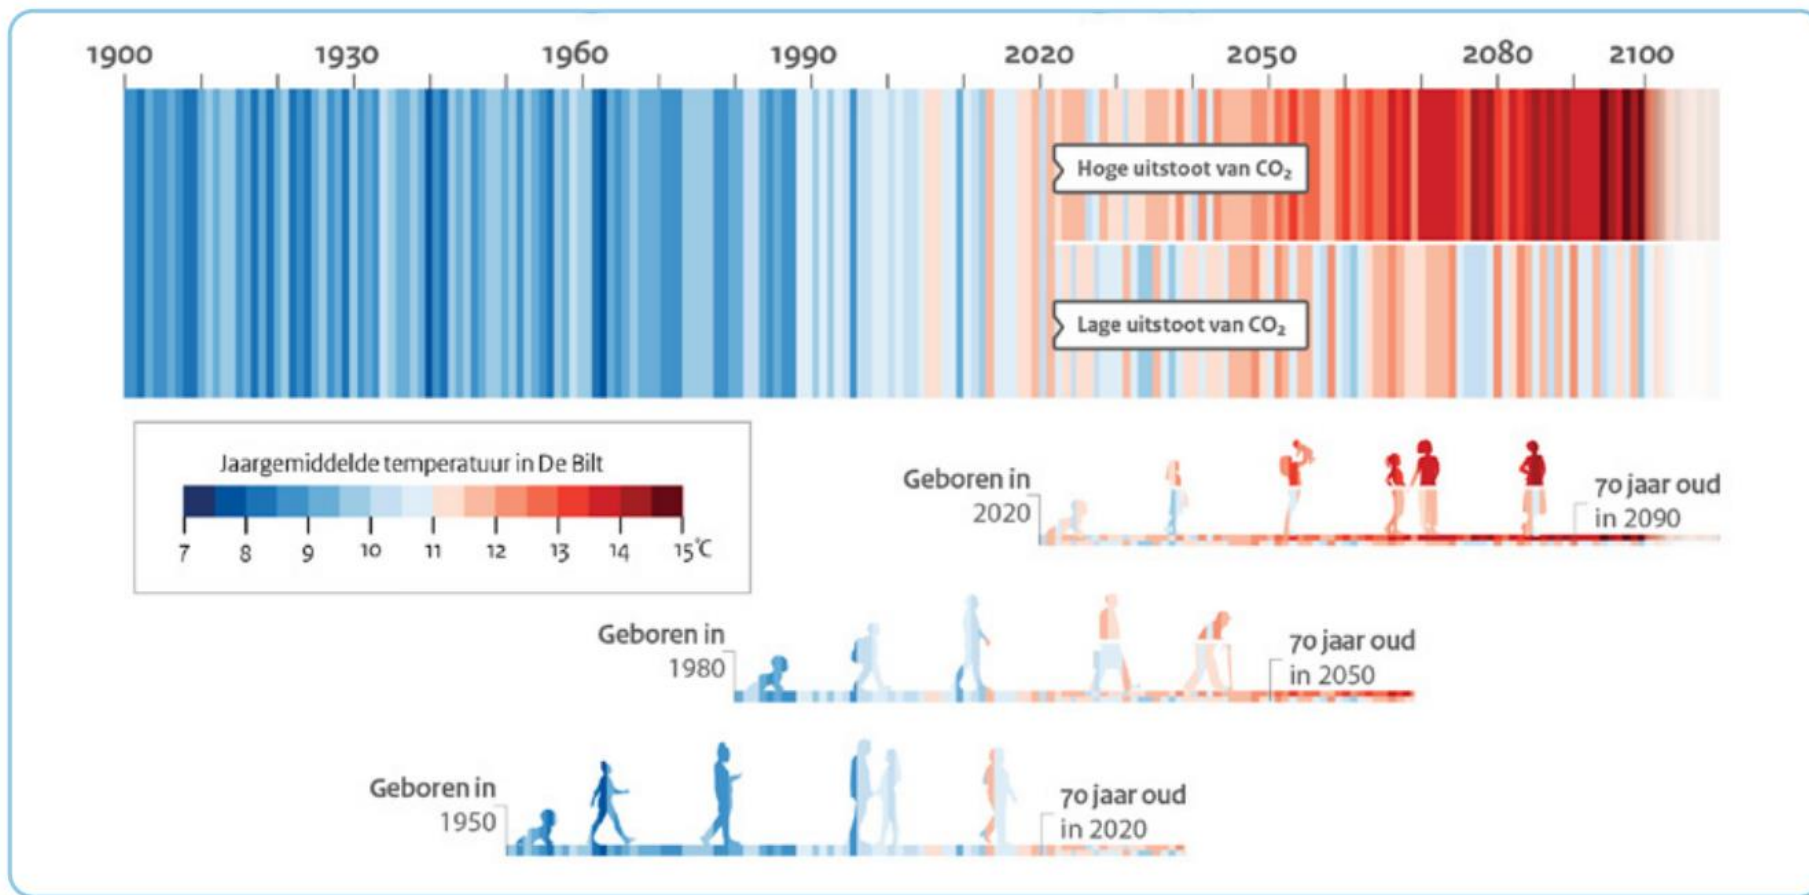 1900 1930 1960 1990 2020 2050 2080 2100
Hoge uitstoot van CO₂
Lage uitstoot van CO₂
Jaargemiddelde temperatuur in De Bilt
7 8 9 10 11 12 13 14 15°C
Geboren in
2020
70 jaar oud
in 2090
Geboren in
1980
70 jaar oud
in 2050
Geboren in
1950
70 jaar oud
in 2020